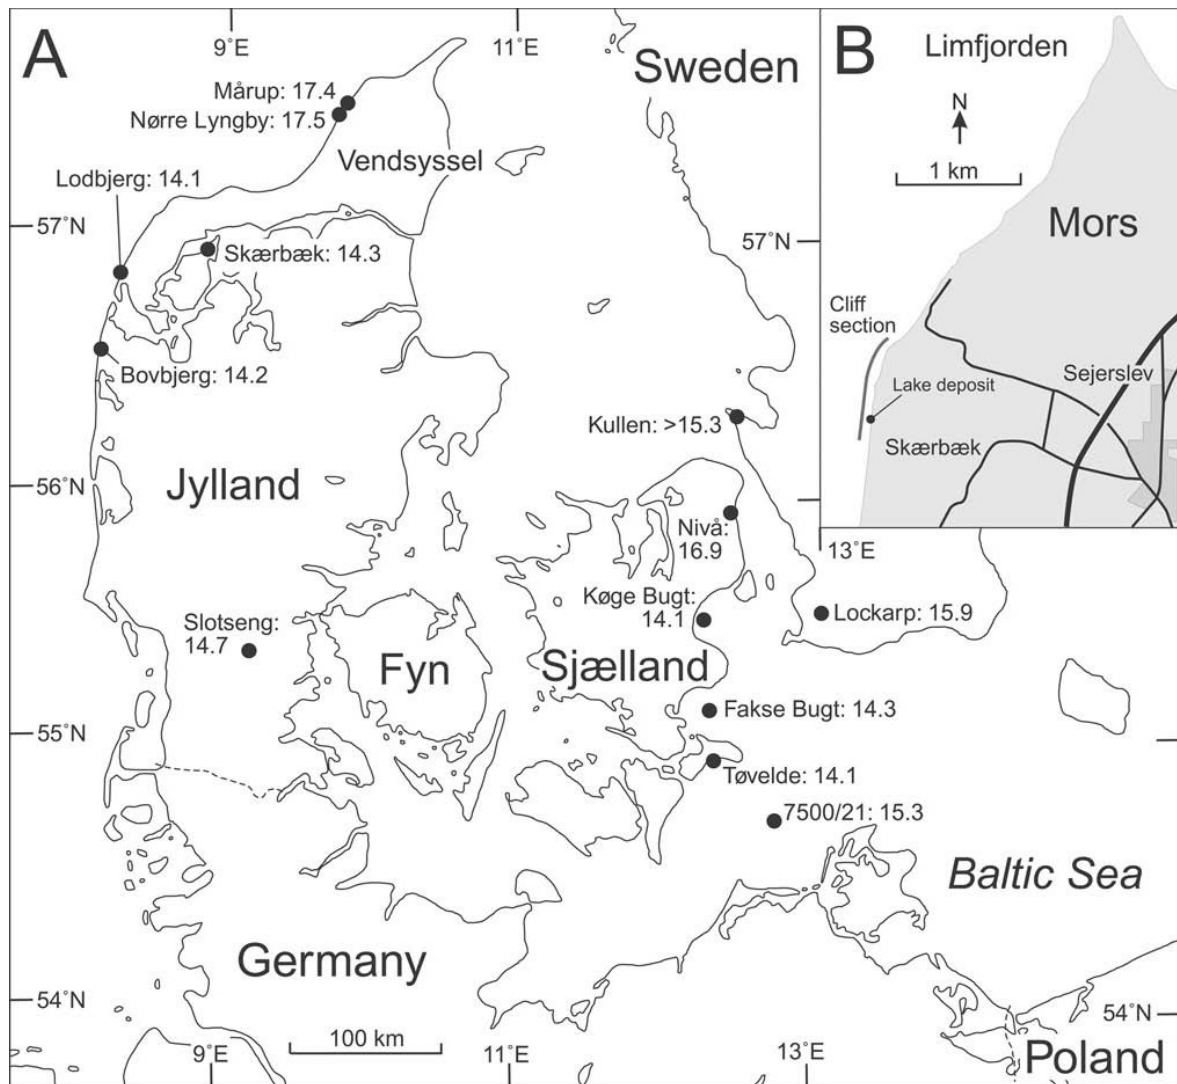 A
9˚E
11˚E
Sweden
B
Limfjorden
N
1 km
Mårup: 17.4
Nørre Lyngby: 17.5
Vendsyssel
Lodbjerg: 14.1
57˚N
57˚N
Mors
Skærbæk: 14.3
Cliff
section
Bovbjerg: 14.2
Sejerslev
Lake deposit
Kullen: >15.3
Skærbæk
Jylland
56˚N
Nivå:
16.9
13˚E
Køge Bugt:
14.1
Lockarp: 15.9
Slotseng:
14.7
Fyn
Sjælland
Fakse Bugt: 14.3
55˚N
Tøvelde: 14.1
7500/21: 15.3
Baltic Sea
Germany
54˚N
54˚N
100 km
Poland
9˚E
11˚E
13˚E